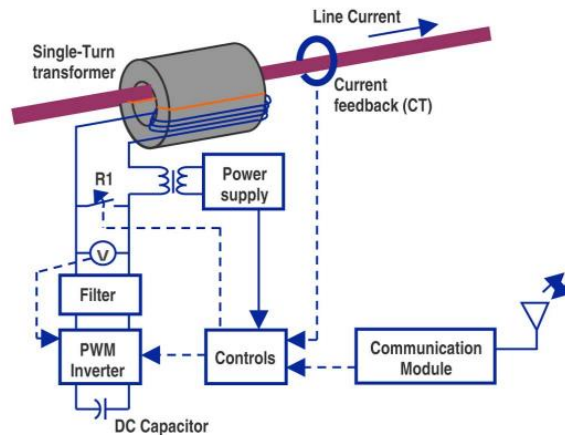 Line Current
Single-Turn
transformer
Current
feedback (CT)
R1
Power
supply
V
Filter
PWM
Inverter
Controls
Communication
Module
DC Capacitor